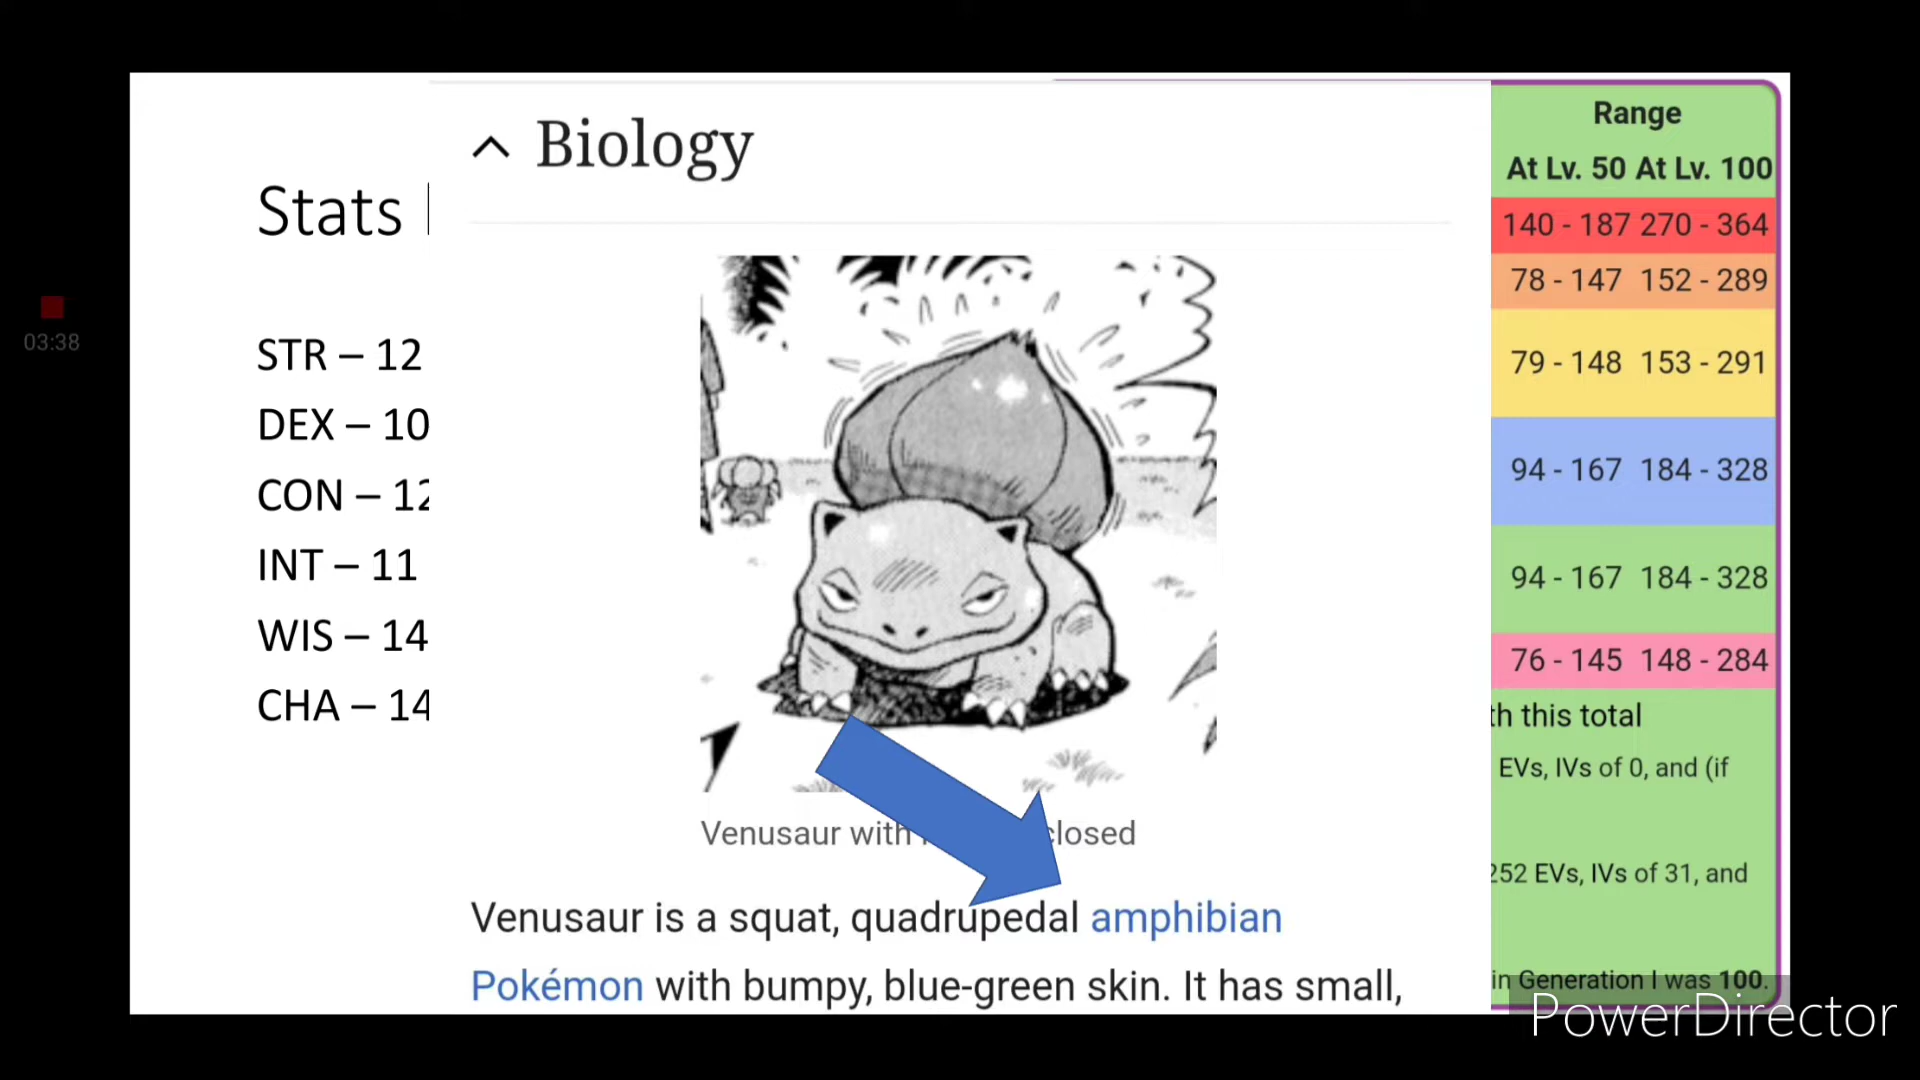 Biology
Stats
03:38
STR – 12
DEX – 10
CON – 12
INT – 11
WIS – 14
CHA – 14
Venusaur with closed
Venusaur is a squat, quadrupedal amphibian
Pokémon with bumpy, blue-green skin. It has small,
Range
At Lv. 50 At Lv. 100
140 - 187 270 - 364
78 - 147 152 - 289
79 - 148 153 - 291
94 - 167 184 - 328
94 - 167 184 - 328
76 - 145 148 - 284
this total
EVs, IVs of 0, and (if
252 EVs, IVs of 31, and
in Generation I was 100.
PowerDirector